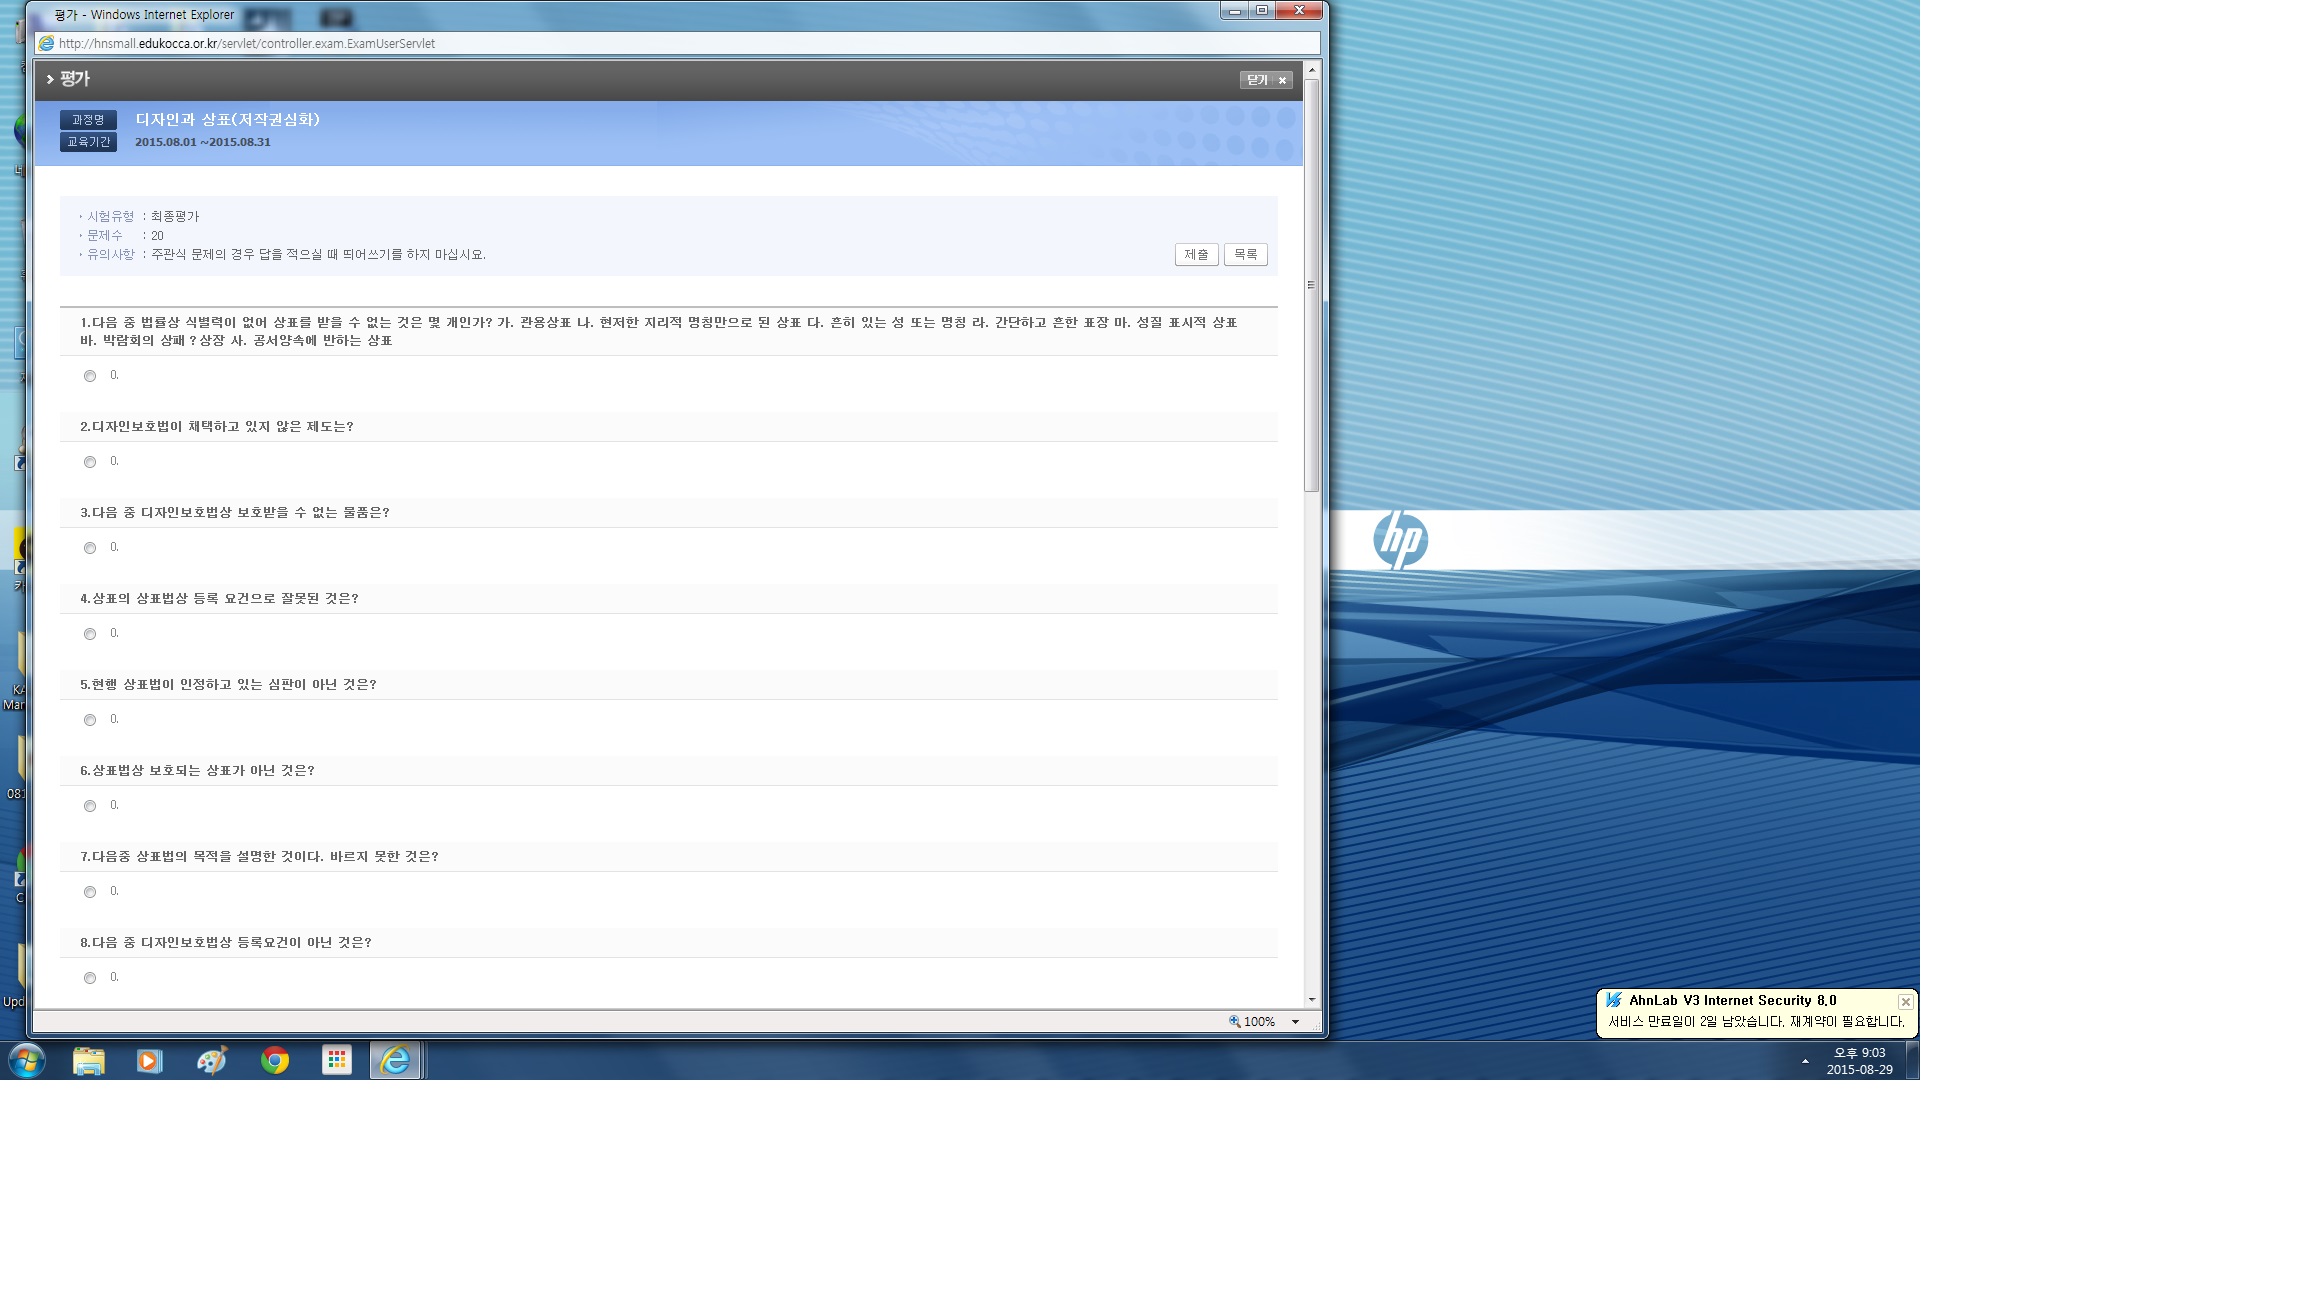 평가 - Windows Internet Explorer
http://hnsmall.edukocca.or.kr/servlet/controller.exam.ExamUserServlet
평가
닫기
과정명 디자인과 상표(저작권심화)
교육기간 2015.08.01 ~2015.08.31
시험유형 : 최종평가
문제수 : 20
유의사항 : 주관식 문제의 경우 답을 적으실 때 띄어쓰기를 하지 마십시요.
제출 목록
1.다음 중 법률상 식별력이 없어 상표를 받을 수 없는 것은 몇 개인가? 가. 관용상표 나. 현저한 지리적 명칭만으로 된 상표 다. 흔히 있는 성 또는 명칭 라. 간단하고 흔한 표장 마. 성질 표시적 상표
바. 박람회의 상패 ? 상장 사. 공서양속에 반하는 상표
0.
2.디자인보호법이 채택하고 있지 않은 제도는?
0.
3.다음 중 디자인보호법상 보호받을 수 없는 물품은?
0.
4.상표의 상표법상 등록 요건으로 잘못된 것은?
0.
5.현행 상표법이 인정하고 있는 심판이 아닌 것은?
0.
6.상표법상 보호되는 상표가 아닌 것은?
0.
7.다음중 상표법의 목적을 설명한 것이다. 바르지 못한 것은?
0.
8.다음 중 디자인보호법상 등록요건이 아닌 것은?
0.
100%
hp
AhnLab V3 Internet Security 8.0
서비스 만료일이 2일 남았습니다. 재계약이 필요합니다.
오후 9:03
2015-08-29